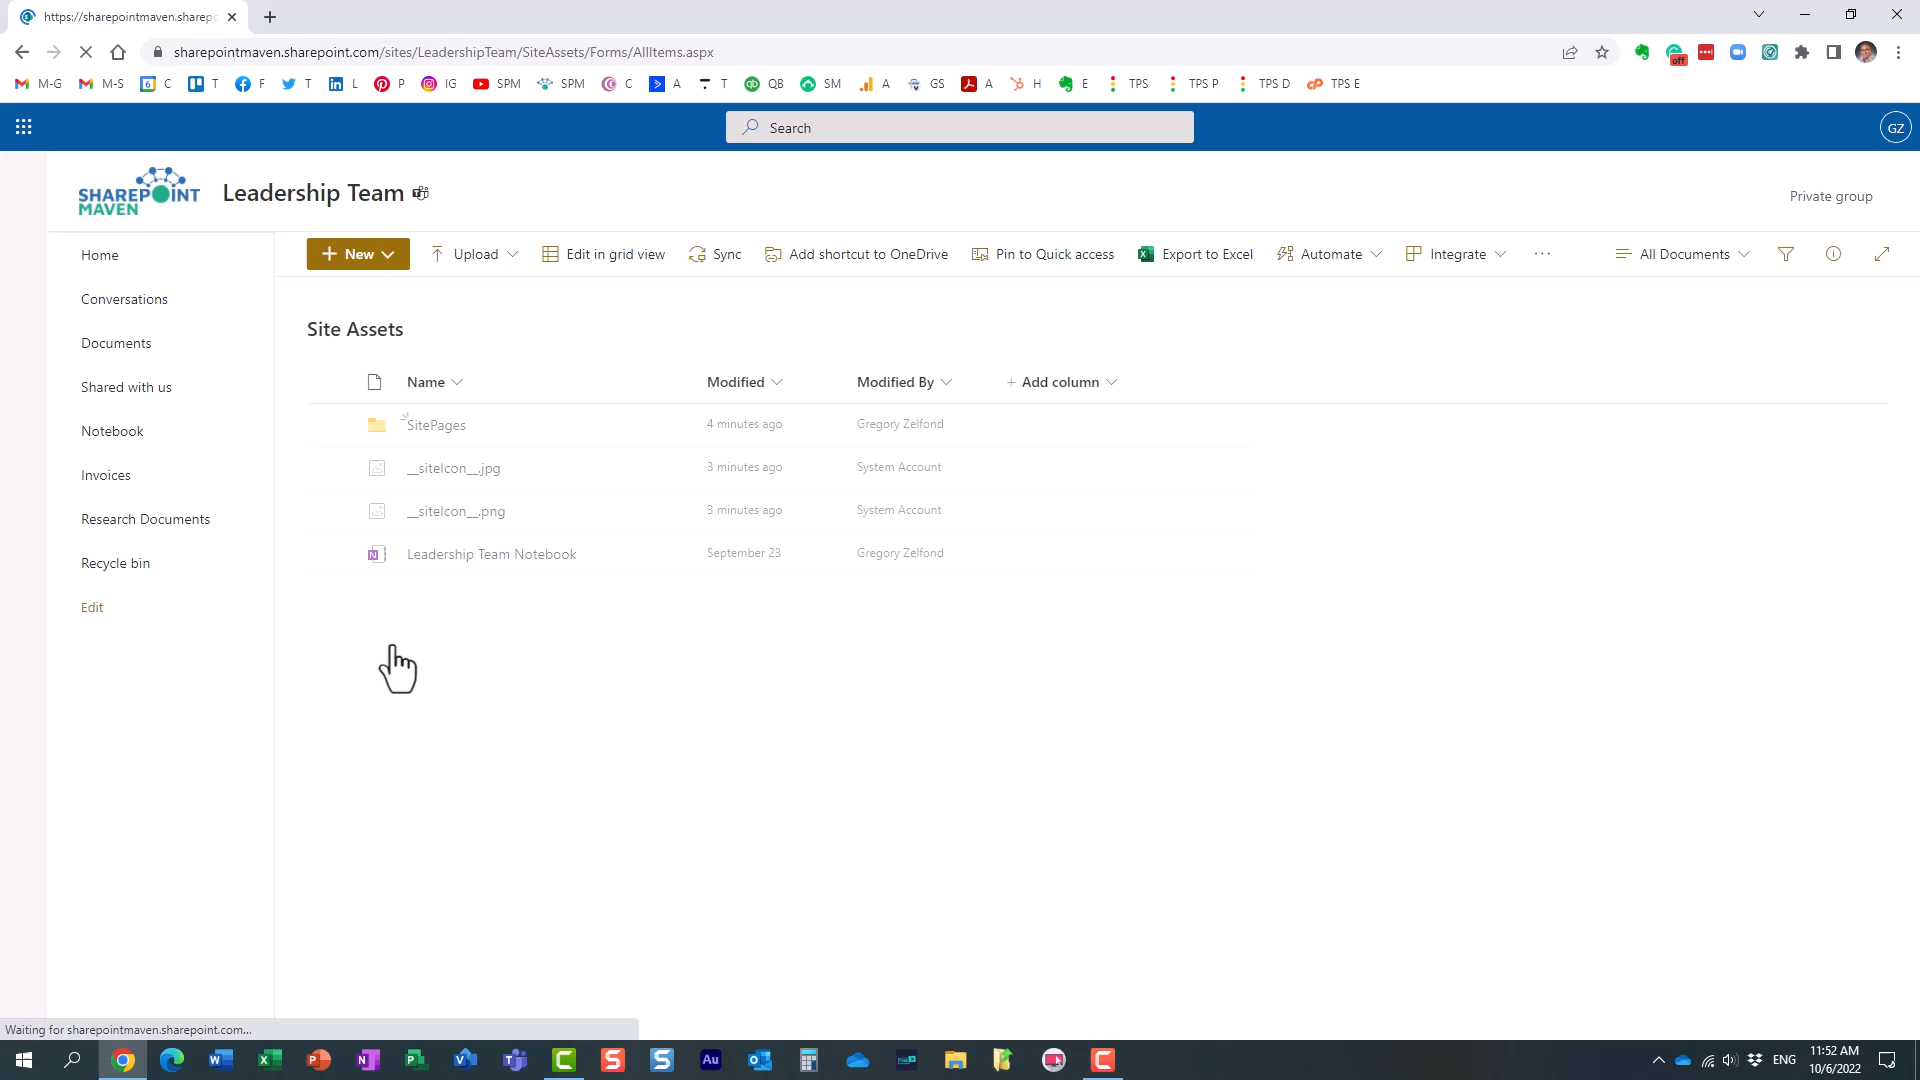 https://sharepointmaven.sharepc
sharepointmaven.sharepoint.com/sites/LeadershipTeam/SiteAssets/Forms/AllItems.aspx
off
M-G M-S 6 C T F T L P IG SPM SPM C A T QB SM A GS A H E TPS TPS P TPS D TPS E
Search
GZ
SHAREPOINT
MAVEN
Leadership Team
Private group
Home
Conversations
Documents
Shared with us
Notebook
Invoices
Research Documents
Recycle bin
Edit
New Upload Edit in grid view Sync Add shortcut to OneDrive Pin to Quick access Export to Excel Automate Integrate ··· All Documents
Site Assets
Name Modified Modified By + Add column
SitePages 4 minutes ago Gregory Zelfond
__siteIcon__.jpg 3 minutes ago System Account
__siteIcon__.png 3 minutes ago System Account
Leadership Team Notebook September 23 Gregory Zelfond
Waiting for sharepointmaven.sharepoint.com...
ENG
11:52 AM
10/6/2022